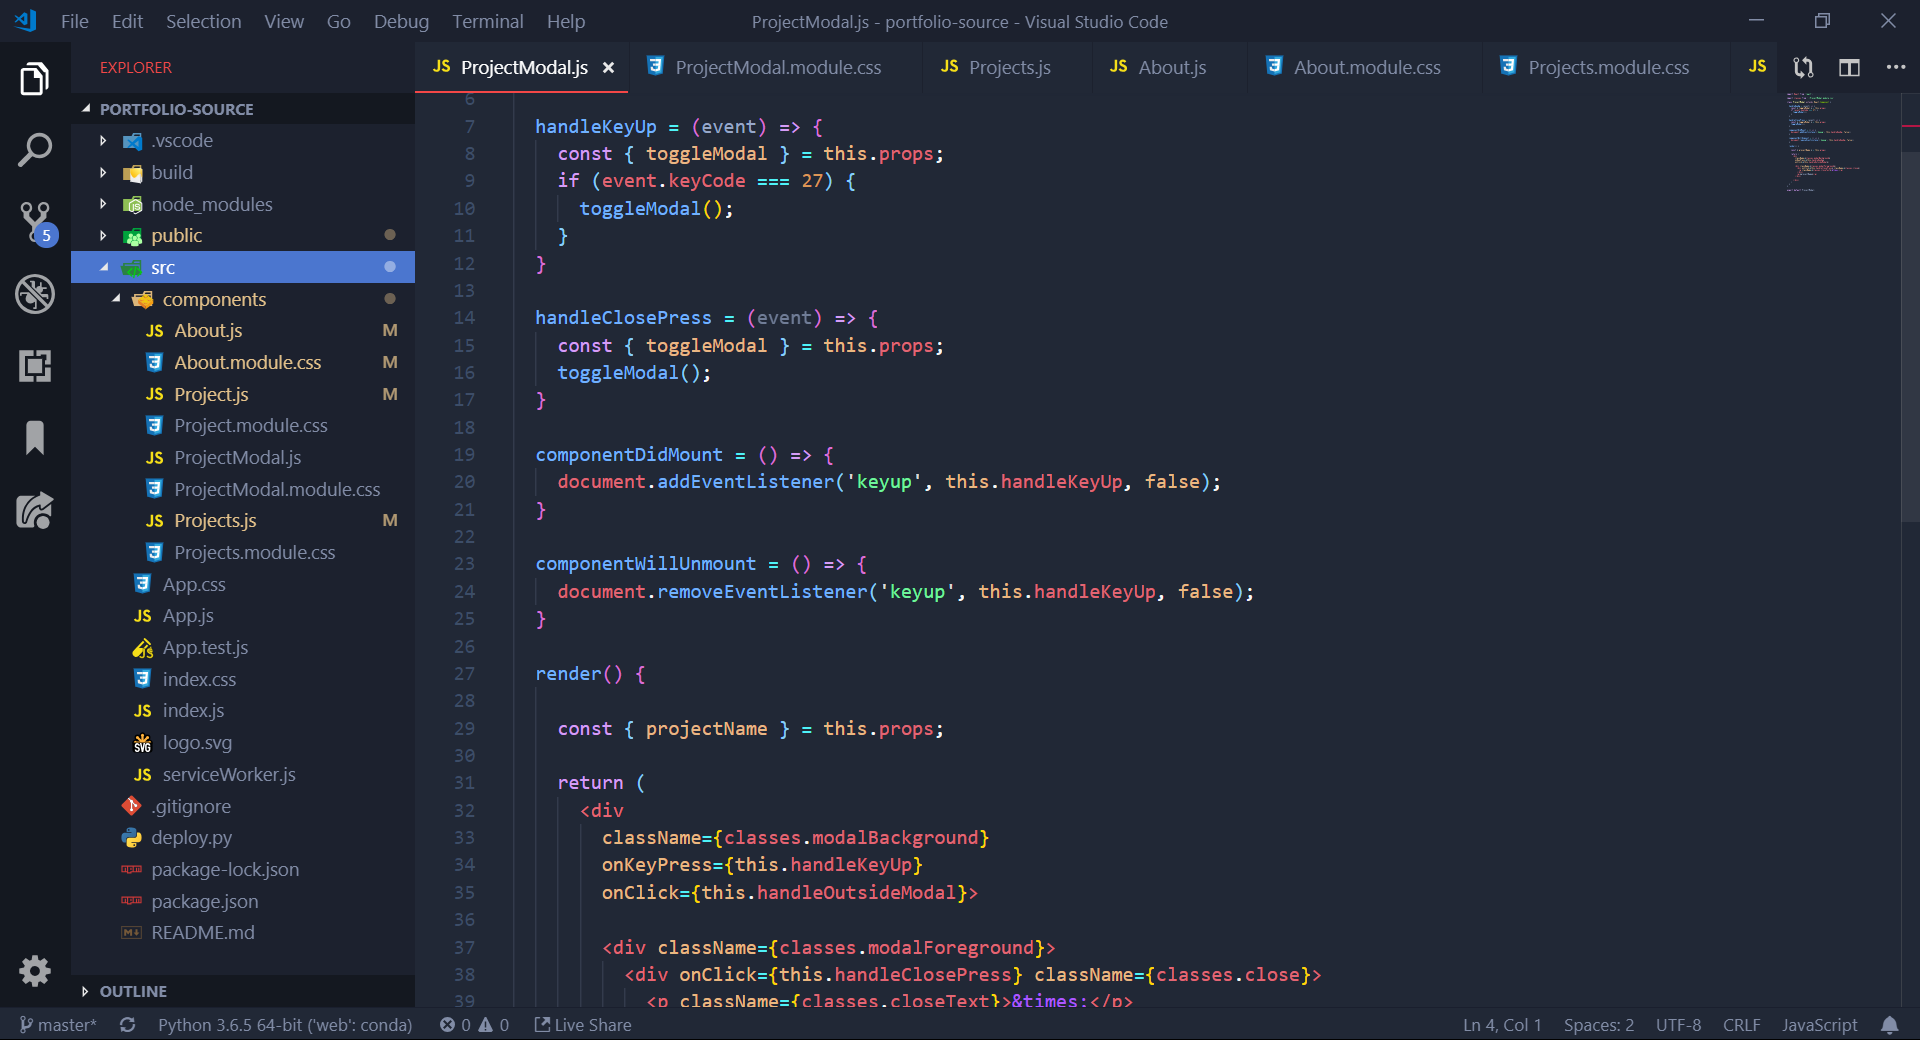 File Edit Selection View Go Debug Terminal Help
ProjectModal.js - portfolio-source - Visual Studio Code
EXPLORER
PORTFOLIO-SOURCE
.vscode
build
node_modules
public
src
components
JS About.js M
About.module.css M
JS Project.js M
Project.module.css
JS ProjectModal.js
ProjectModal.module.css
JS Projects.js M
Projects.module.css
App.css
JS App.js
App.test.js
index.css
JS index.js
SVG logo.svg
JS serviceWorker.js
.gitignore
deploy.py
package-lock.json
package.json
M↓ README.md
OUTLINE
5
JS ProjectModal.js × ProjectModal.module.css JS Projects.js JS About.js About.module.css Projects.module.css JS
6
7 handleKeyUp = (event) => {
8 const { toggleModal } = this.props;
9 if (event.keyCode === 27) {
10 toggleModal();
11 }
12 }
13
14 handleClosePress = (event) => {
15 const { toggleModal } = this.props;
16 toggleModal();
17 }
18
19 componentDidMount = () => {
20 document.addEventListener('keyup', this.handleKeyUp, false);
21 }
22
23 componentWillUnmount = () => {
24 document.removeEventListener('keyup', this.handleKeyUp, false);
25 }
26
27 render() {
28
29 const { projectName } = this.props;
30
31 return (
32 <div
33 className={classes.modalBackground}
34 onKeyPress={this.handleKeyUp}
35 onClick={this.handleOutsideModal}>
36
37 <div className={classes.modalForeground}>
38 <div onClick={this.handleClosePress} className={classes.close}>
39 <p className={classes.closeText}>&times;</p>
master* Python 3.6.5 64-bit ('web': conda) 0 0 Live Share Ln 4, Col 1 Spaces: 2 UTF-8 CRLF JavaScript